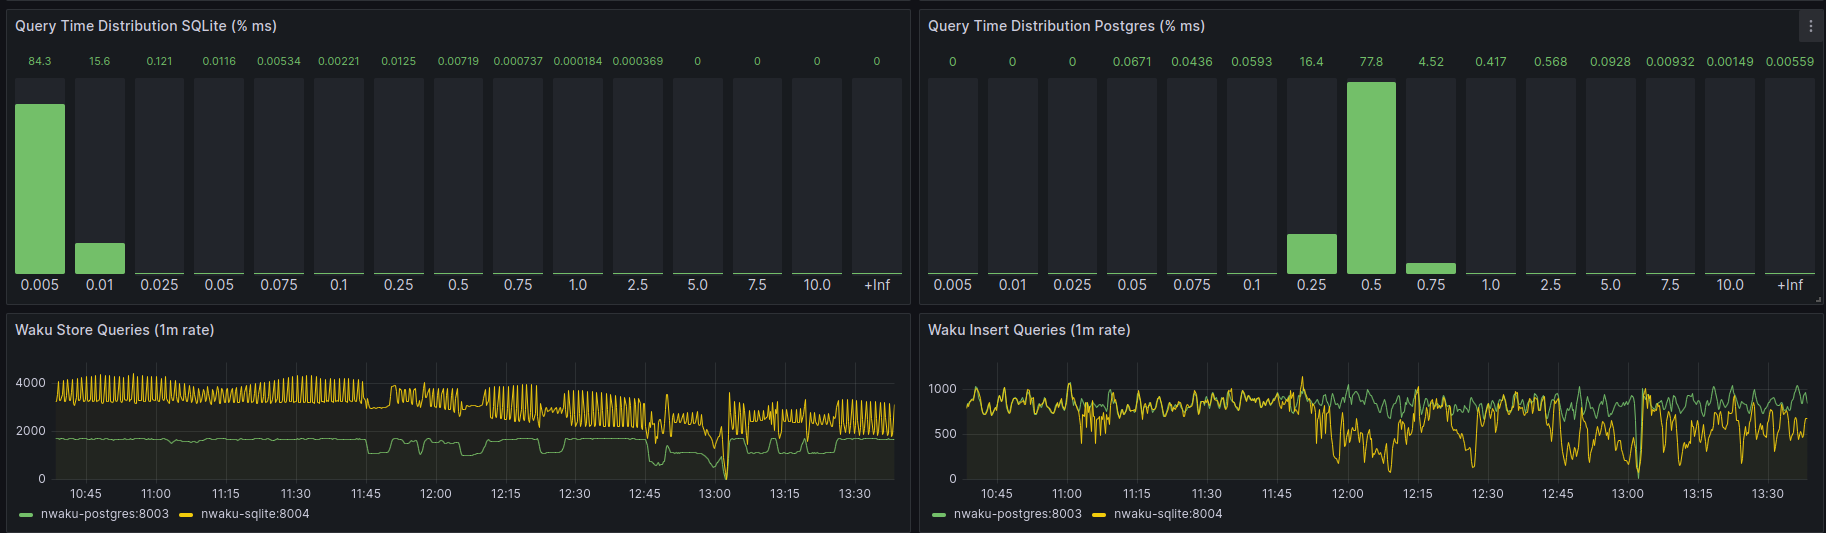 Query Time Distribution SQLite (% ms)
84.3 15.6 0.121 0.0116 0.00534 0.00221 0.0125 0.00719 0.000737 0.000184 0.000369 0 0 0 0
0.005 0.01 0.025 0.05 0.075 0.1 0.25 0.5 0.75 1.0 2.5 5.0 7.5 10.0 +Inf
Query Time Distribution Postgres (% ms)
0 0 0 0.0671 0.0436 0.0593 16.4 77.8 4.52 0.417 0.568 0.0928 0.00932 0.00149 0.00559
0.005 0.01 0.025 0.05 0.075 0.1 0.25 0.5 0.75 1.0 2.5 5.0 7.5 10.0 +Inf
Waku Store Queries (1m rate)
4000
2000
0
10:45 11:00 11:15 11:30 11:45 12:00 12:15 12:30 12:45 13:00 13:15 13:30
nwaku-postgres:8003 nwaku-sqlite:8004
Waku Insert Queries (1m rate)
1000
500
0
10:45 11:00 11:15 11:30 11:45 12:00 12:15 12:30 12:45 13:00 13:15 13:30
nwaku-postgres:8003 nwaku-sqlite:8004